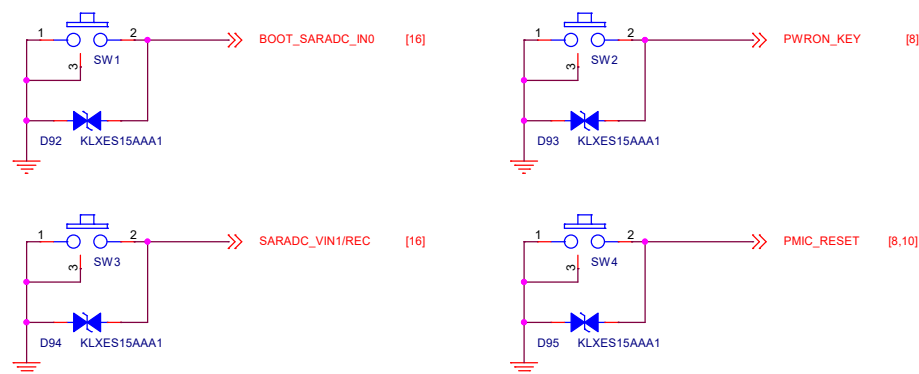 1 2 BOOT_SARADC_IN0 [16]
SW1
3
D92 KLXES15AAA1
1 2 PWRON_KEY [8]
SW2
3
D93 KLXES15AAA1
1 2 SARADC_VIN1/REC [16]
SW3
3
D94 KLXES15AAA1
1 2 PMIC_RESET [8,10]
SW4
3
D95 KLXES15AAA1